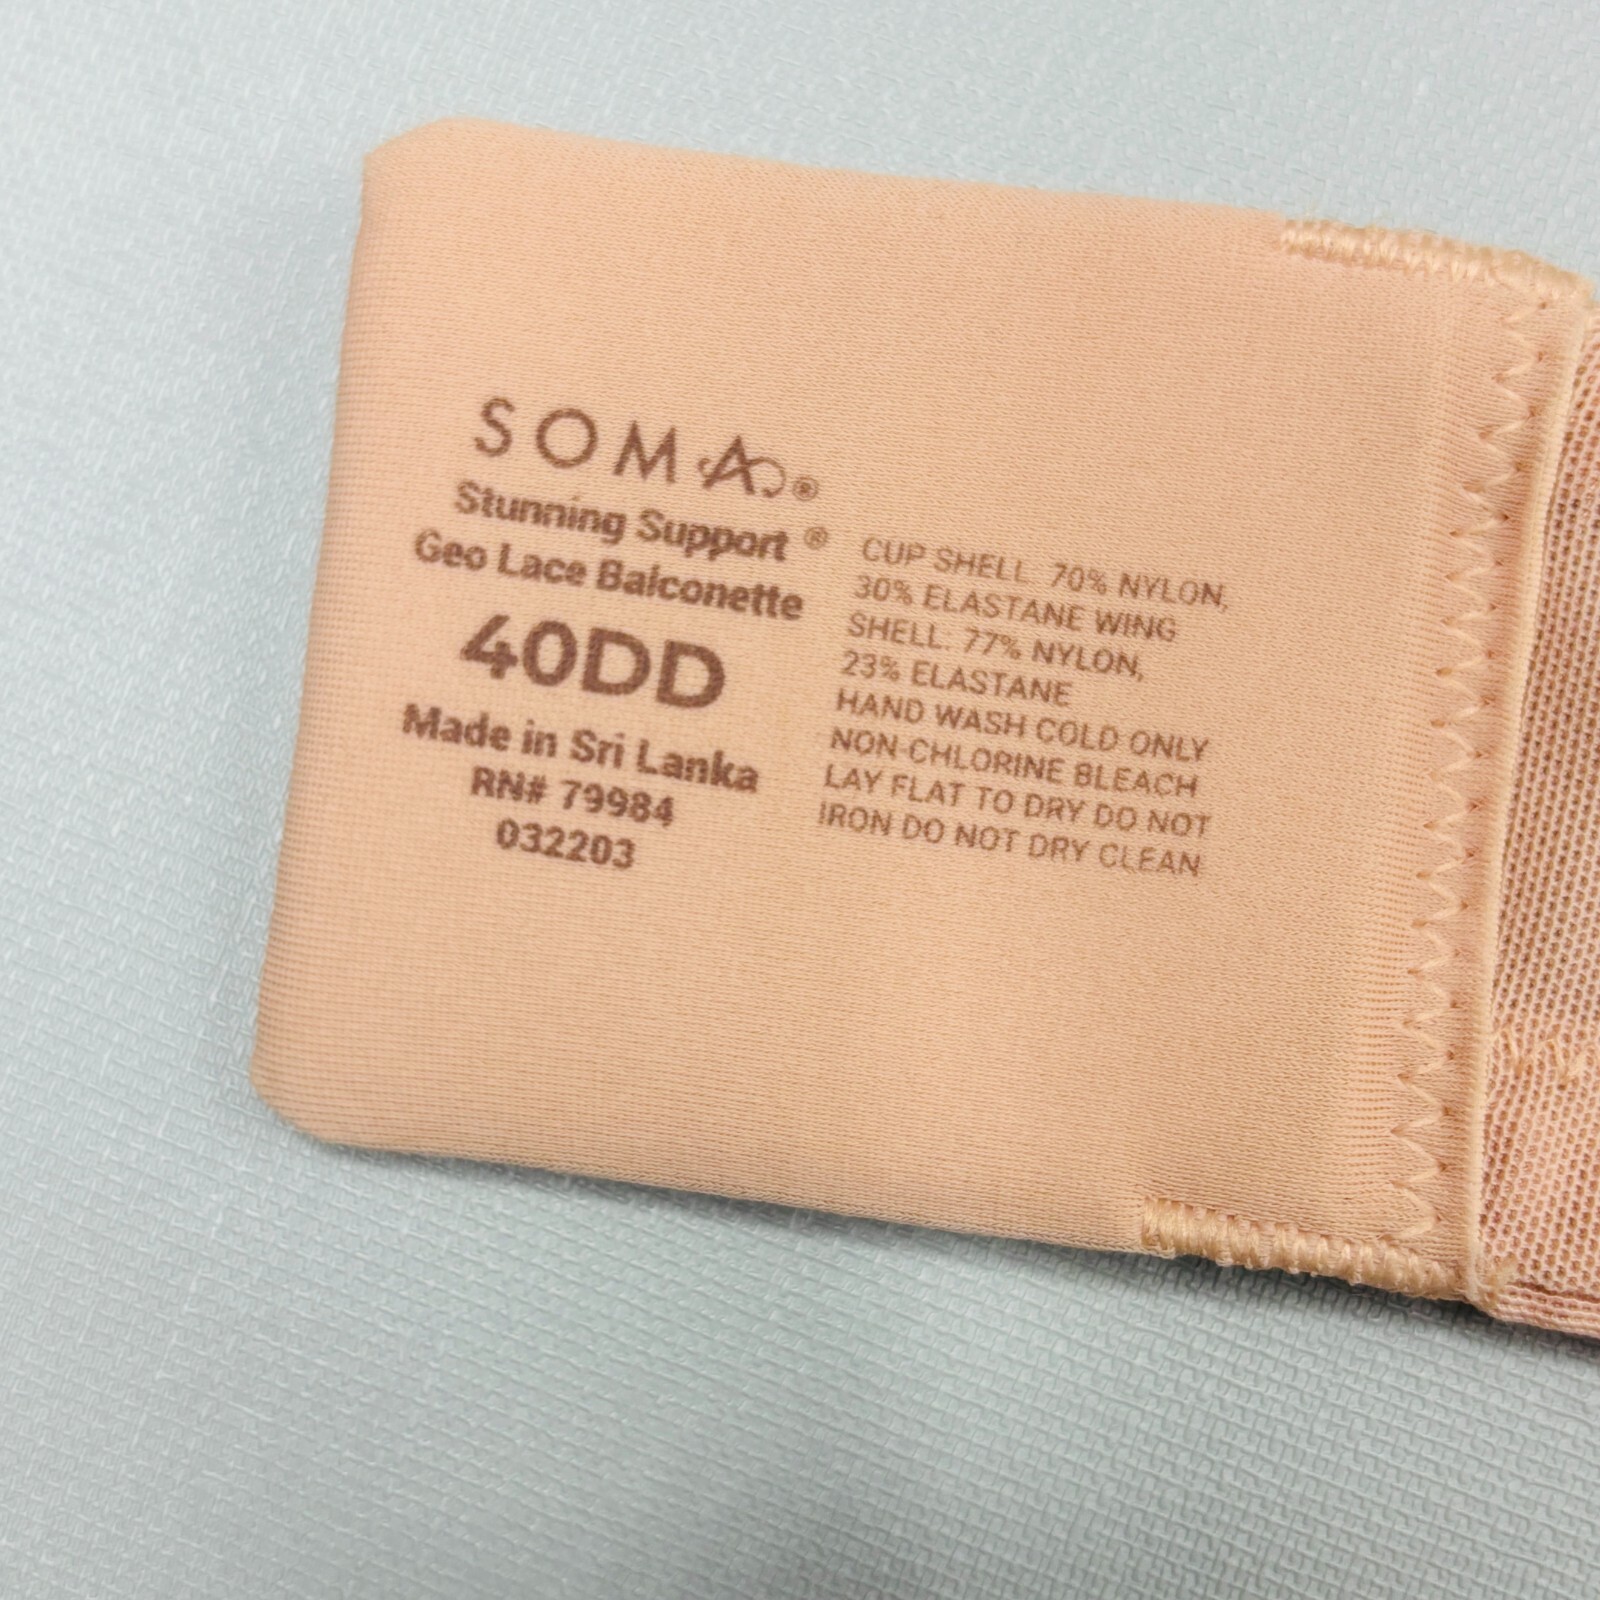 SOMA®
Stunning Support®
Geo Lace Balconette
40DD
Made in Sri Lanka
RN# 79984
032203
CUP SHELL: 70% NYLON,
30% ELASTANE WING
SHELL: 77% NYLON,
23% ELASTANE
HAND WASH COLD ONLY
NON-CHLORINE BLEACH
LAY FLAT TO DRY DO NOT
IRON DO NOT DRY CLEAN